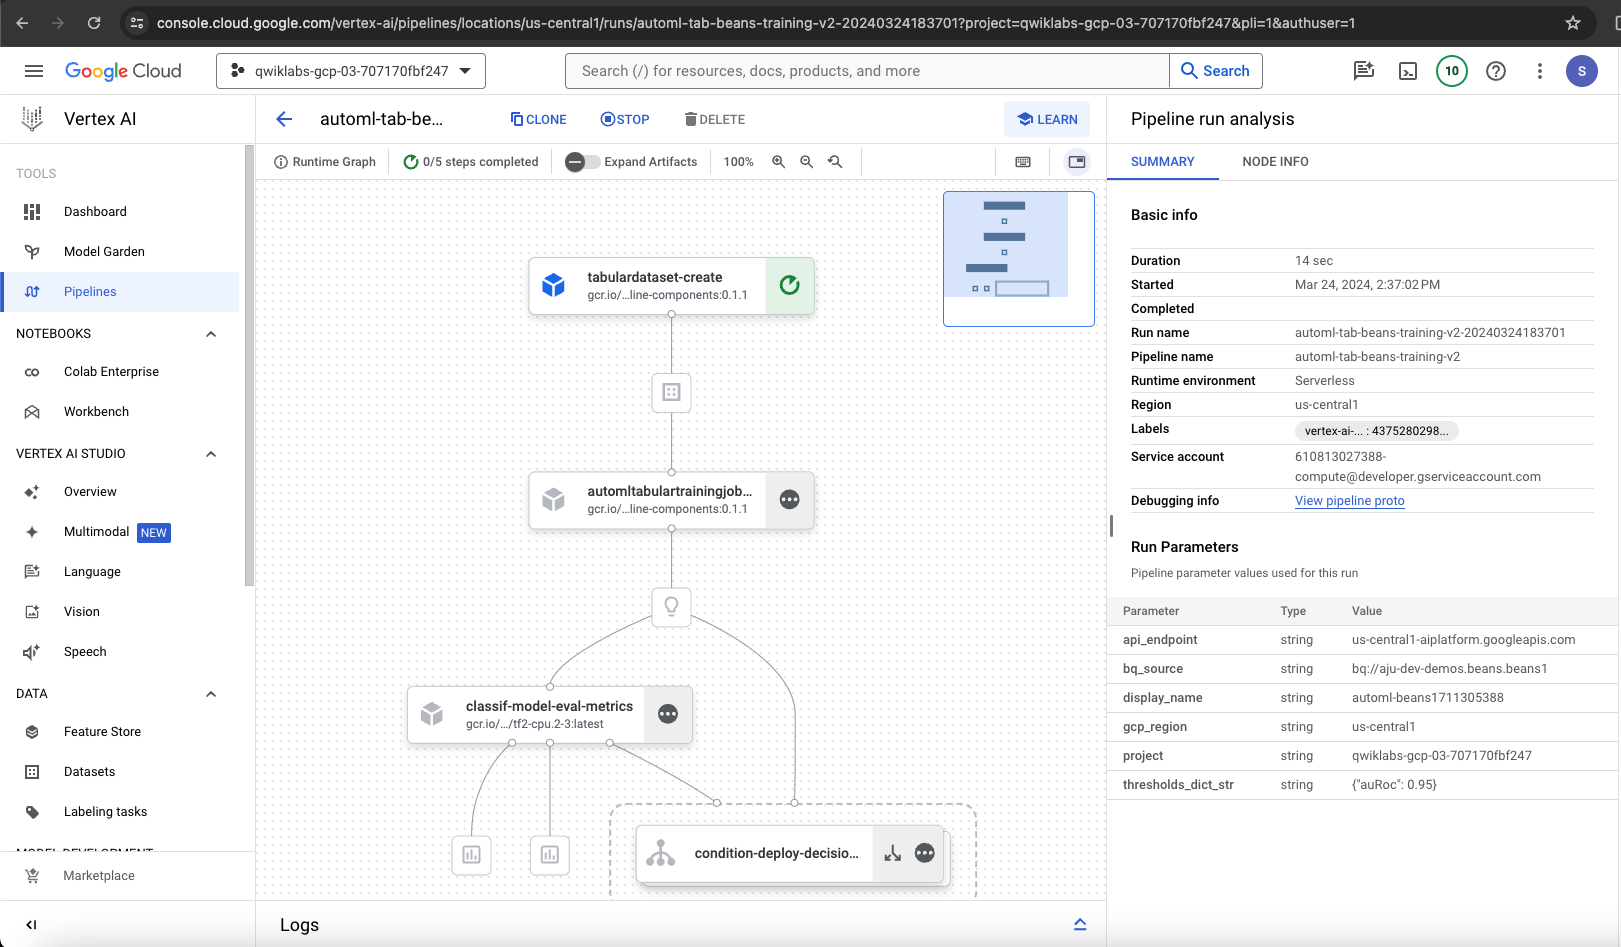 console.cloud.google.com/vertex-ai/pipelines/locations/us-central1/runs/automl-tab-beans-training-v2-20240324183701?project=qwiklabs-gcp-03-707170fbf247&pli=1&authuser=1
Google Cloud
qwiklabs-gcp-03-707170fbf247
Search (/) for resources, docs, products, and more
Search
10
S
Vertex AI
TOOLS
Dashboard
Model Garden
Pipelines
NOTEBOOKS
Colab Enterprise
Workbench
VERTEX AI STUDIO
Overview
Multimodal NEW
Language
Vision
Speech
DATA
Feature Store
Datasets
Labeling tasks
MODEL DEVELOPMENT
Marketplace
automl-tab-be...
CLONE
STOP
DELETE
LEARN
Runtime Graph
0/5 steps completed
Expand Artifacts
100%
tabulardataset-create
gcr.io/...line-components:0.1.1
automltabulartrainingjob...
gcr.io/...line-components:0.1.1
classif-model-eval-metrics
gcr.io/.../tf2-cpu.2-3:latest
condition-deploy-decisio...
Logs
Pipeline run analysis
SUMMARY
NODE INFO
Basic info
Duration 14 sec
Started Mar 24, 2024, 2:37:02 PM
Completed
Run name automl-tab-beans-training-v2-20240324183701
Pipeline name automl-tab-beans-training-v2
Runtime environment Serverless
Region us-central1
Labels vertex-ai-... : 4375280298...
Service account 610813027388-
compute@developer.gserviceaccount.com
Debugging info View pipeline proto
Run Parameters
Pipeline parameter values used for this run
Parameter Type Value
api_endpoint string us-central1-aiplatform.googleapis.com
bq_source string bq://aju-dev-demos.beans.beans1
display_name string automl-beans1711305388
gcp_region string us-central1
project string qwiklabs-gcp-03-707170fbf247
thresholds_dict_str string {"auRoc": 0.95}